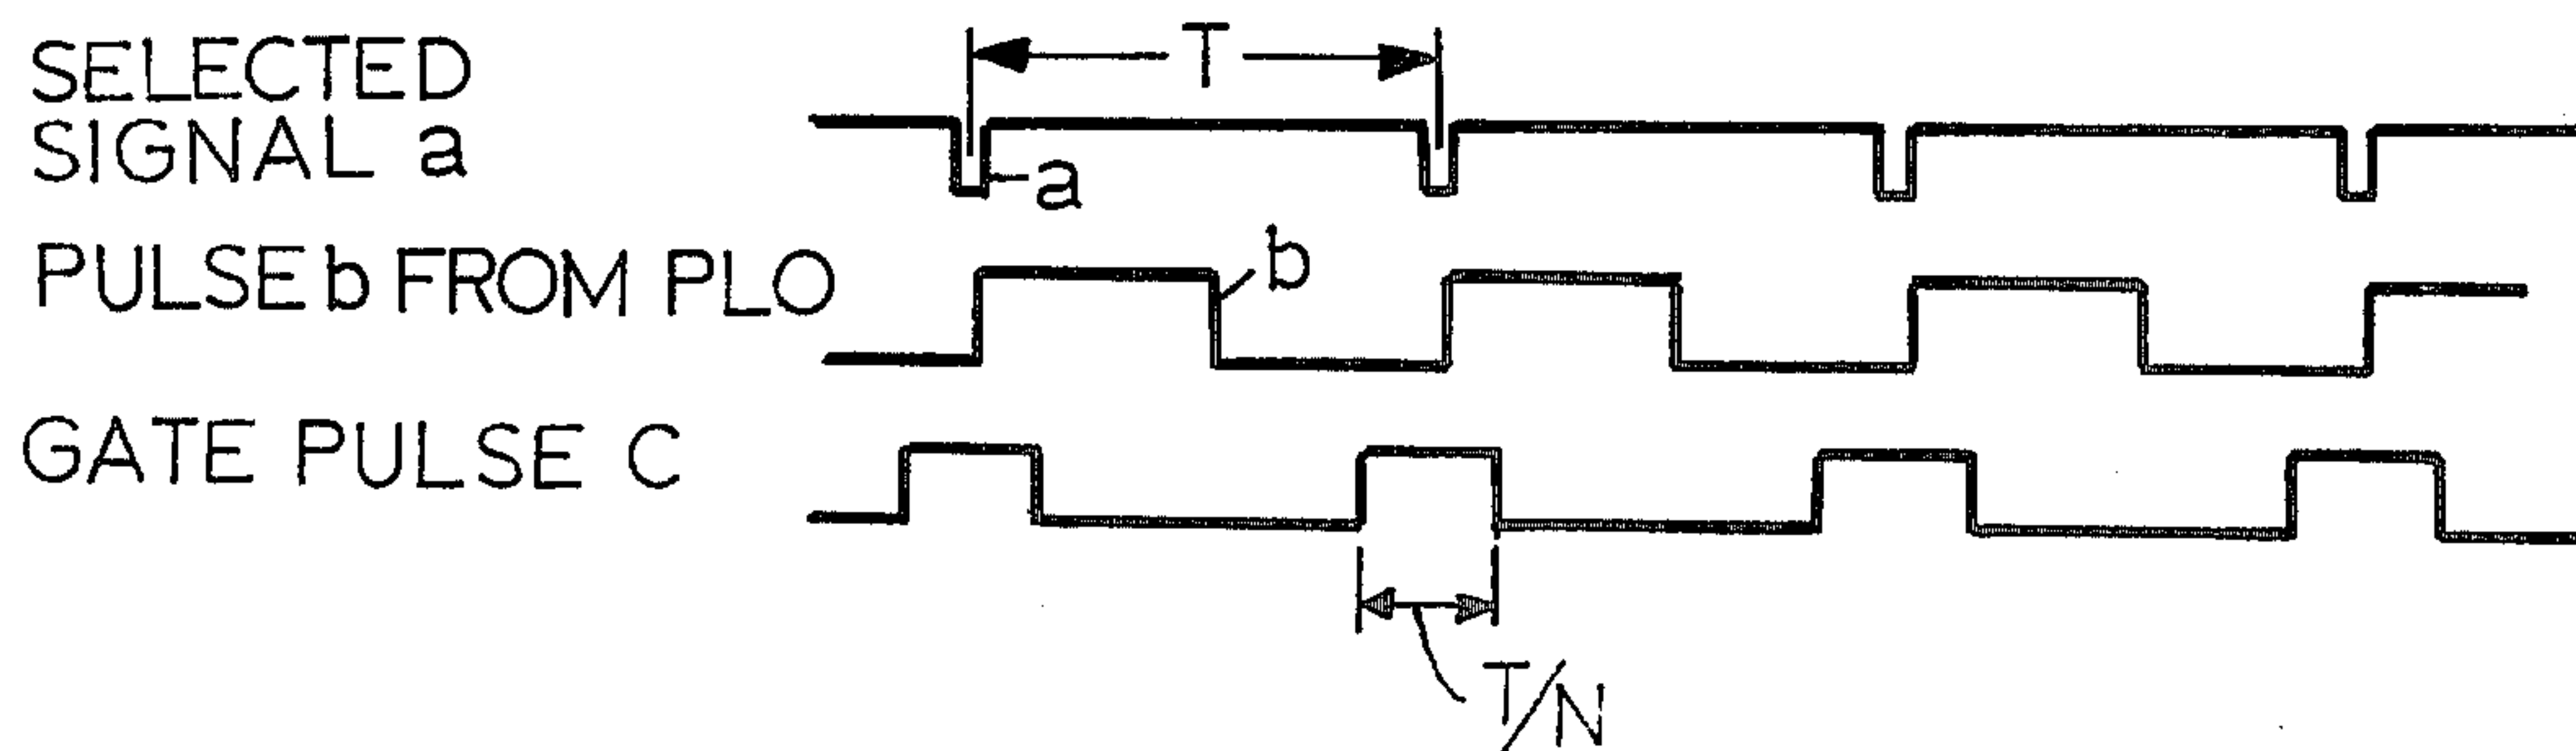 SELECTED
SIGNAL a
T
a
PULSE b FROM PLO
b
GATE PULSE C
T/N